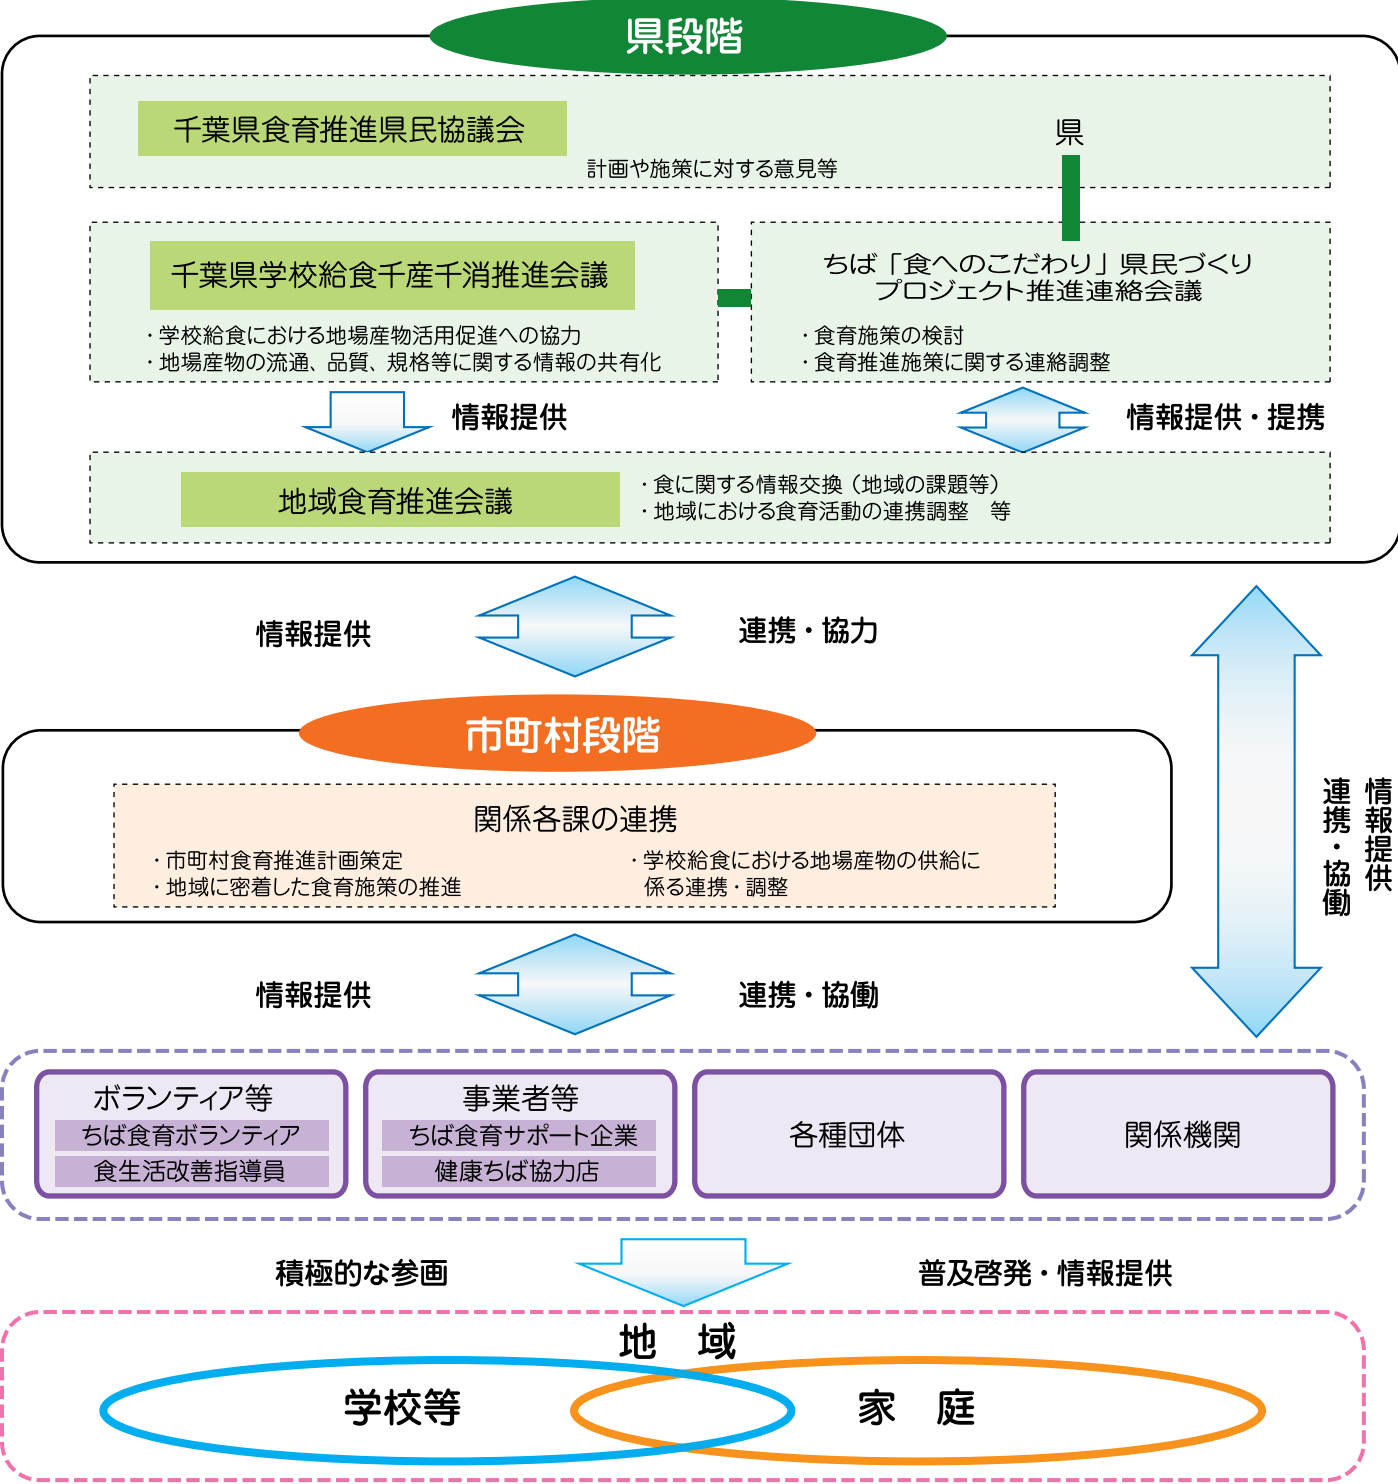 県段階
千葉県食育推進県民協議会
県
計画や施策に対する意見等
千葉県学校給食千産千消推進会議
・学校給食における地場産物活用促進への協力
・地場産物の流通、品質、規格等に関する情報の共有化
ちば「食へのこだわり」県民づくり
プロジェクト推進連絡会議
・食育施策の検討
・食育推進施策に関する連絡調整
情報提供
情報提供・提携
地域食育推進会議
・食に関する情報交換（地域の課題等）
・地域における食育活動の連携調整　等
情報提供
連携・協力
市町村段階
関係各課の連携
・市町村食育推進計画策定
・地域に密着した食育施策の推進
・学校給食における地場産物の供給に
係る連携・調整
情報提供
連携・協働
情報提供
連携・協働
ボランティア等
ちば食育ボランティア
食生活改善指導員
事業者等
ちば食育サポート企業
健康ちば協力店
各種団体
関係機関
積極的な参画
普及啓発・情報提供
地　域
学校等
家　庭